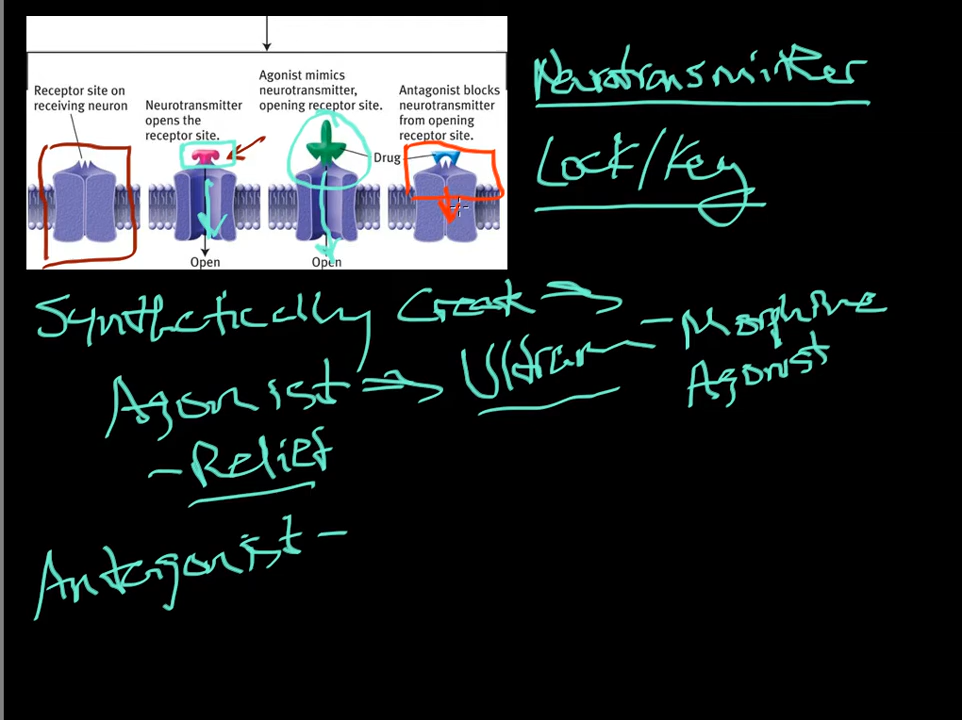 Receptor site on
receiving neuron
Neurotransmitter
opens the
receptor site.
Agonist mimics
neurotransmitter,
opening receptor site.
Antagonist blocks
neurotransmitter
from opening
receptor site.
Drug
Open
Open
Neurotransmitter
Lock/Key
Synthetically Create
Agonist Ultram - Morphine
Agonist
- Relief
Antagonist -